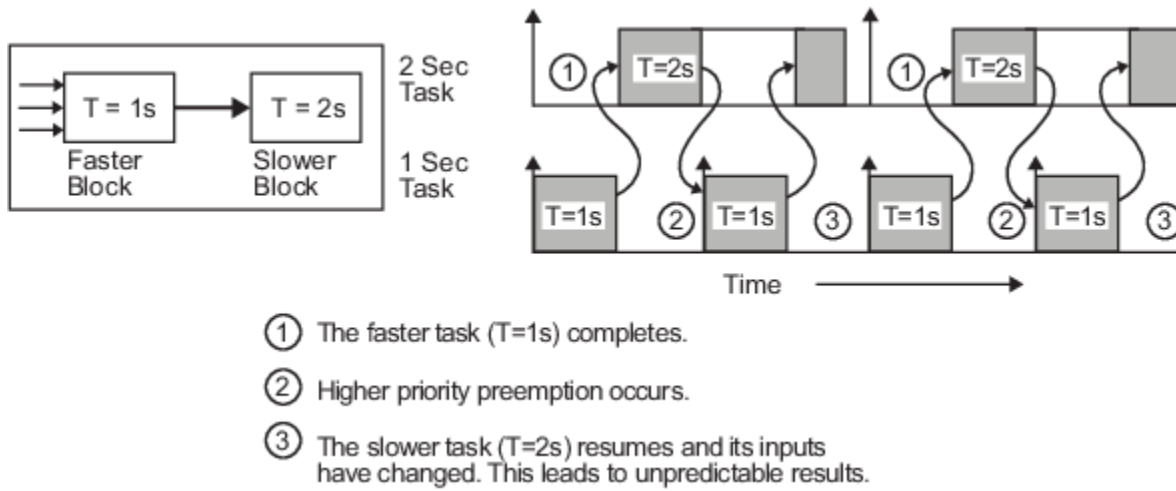 T = 1s
T = 2s
Faster
Block
Slower
Block
2 Sec
Task
1 Sec
Task
1
T=2s
1
T=2s
T=1s
2
T=1s
3
T=1s
2
T=1s
3
Time
1 The faster task (T=1s) completes.
2 Higher priority preemption occurs.
3 The slower task (T=2s) resumes and its inputs
have changed. This leads to unpredictable results.